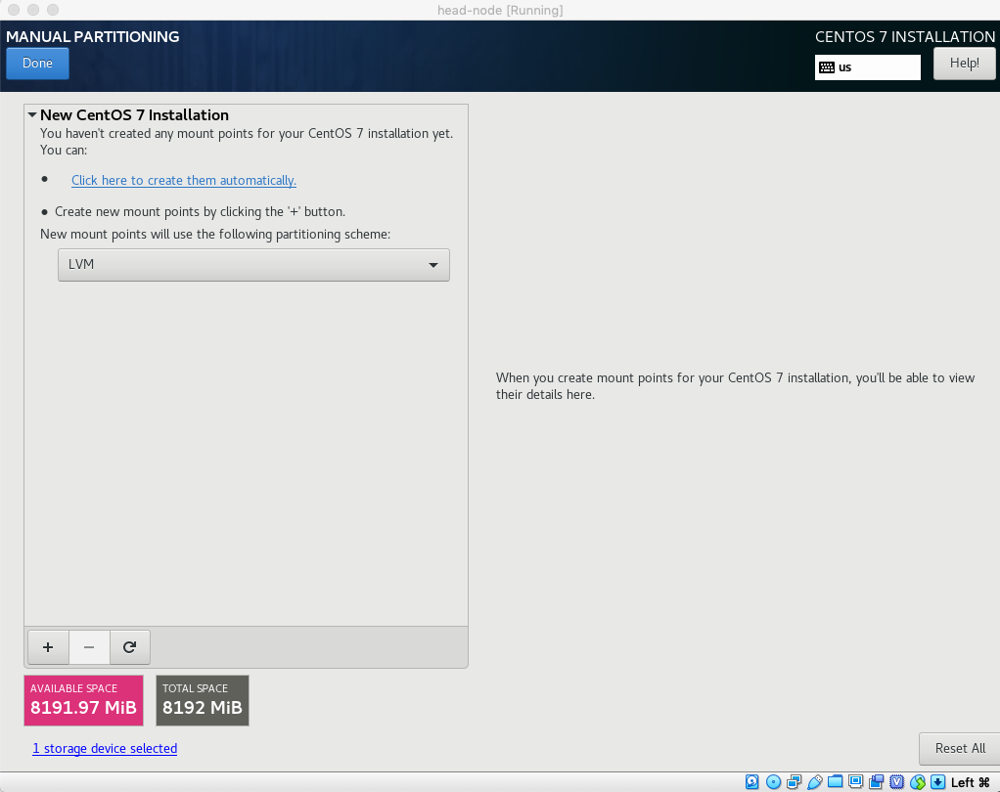 head-node [Running]
MANUAL PARTITIONING
CENTOS 7 INSTALLATION
Done
us
Help!
New CentOS 7 Installation
You haven't created any mount points for your CentOS 7 installation yet.
You can:
• Click here to create them automatically.
• Create new mount points by clicking the '+' button.
New mount points will use the following partitioning scheme:
LVM
When you create mount points for your CentOS 7 installation, you'll be able to view
their details here.
AVAILABLE SPACE
8191.97 MiB
TOTAL SPACE
8192 MiB
1 storage device selected
Reset All
Left ⌘